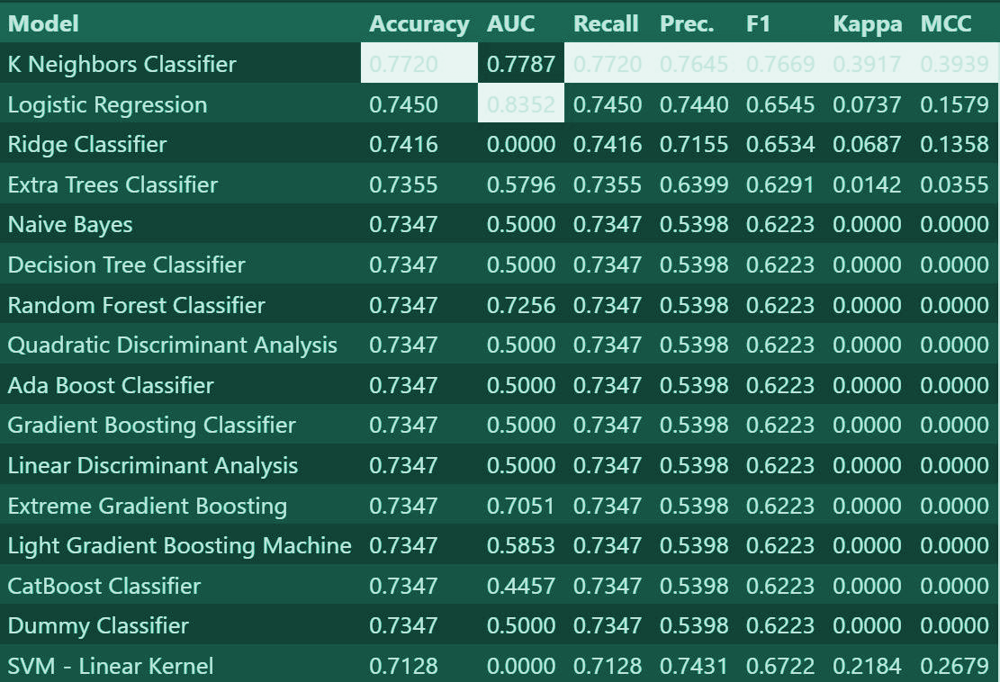 Model Accuracy AUC Recall Prec. F1 Kappa MCC
K Neighbors Classifier 0.7720 0.7787 0.7720 0.7645 0.7669 0.3917 0.3939
Logistic Regression 0.7450 0.8352 0.7450 0.7440 0.6545 0.0737 0.1579
Ridge Classifier 0.7416 0.0000 0.7416 0.7155 0.6534 0.0687 0.1358
Extra Trees Classifier 0.7355 0.5796 0.7355 0.6399 0.6291 0.0142 0.0355
Naive Bayes 0.7347 0.5000 0.7347 0.5398 0.6223 0.0000 0.0000
Decision Tree Classifier 0.7347 0.5000 0.7347 0.5398 0.6223 0.0000 0.0000
Random Forest Classifier 0.7347 0.7256 0.7347 0.5398 0.6223 0.0000 0.0000
Quadratic Discriminant Analysis 0.7347 0.5000 0.7347 0.5398 0.6223 0.0000 0.0000
Ada Boost Classifier 0.7347 0.5000 0.7347 0.5398 0.6223 0.0000 0.0000
Gradient Boosting Classifier 0.7347 0.5000 0.7347 0.5398 0.6223 0.0000 0.0000
Linear Discriminant Analysis 0.7347 0.5000 0.7347 0.5398 0.6223 0.0000 0.0000
Extreme Gradient Boosting 0.7347 0.7051 0.7347 0.5398 0.6223 0.0000 0.0000
Light Gradient Boosting Machine 0.7347 0.5853 0.7347 0.5398 0.6223 0.0000 0.0000
CatBoost Classifier 0.7347 0.4457 0.7347 0.5398 0.6223 0.0000 0.0000
Dummy Classifier 0.7347 0.5000 0.7347 0.5398 0.6223 0.0000 0.0000
SVM - Linear Kernel 0.7128 0.0000 0.7128 0.7431 0.6722 0.2184 0.2679